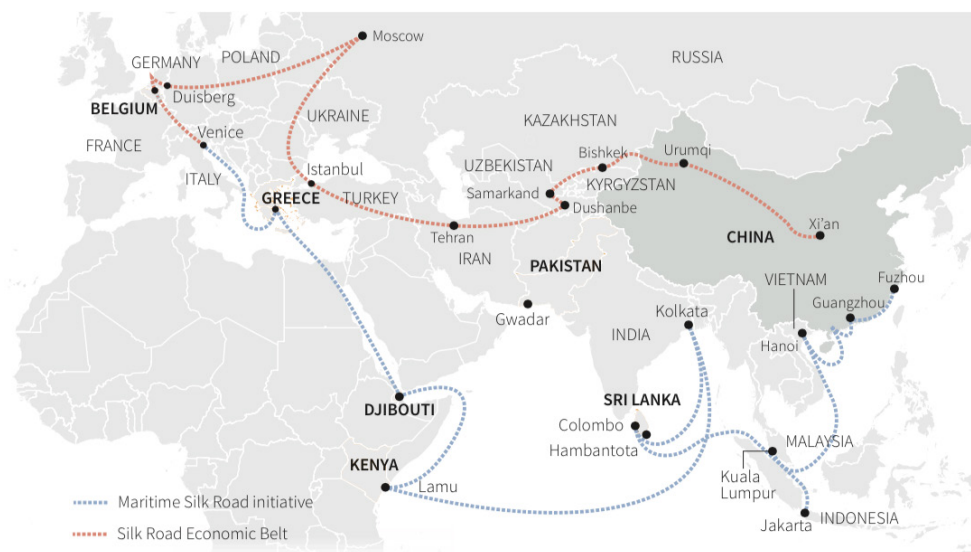 Moscow
RUSSIA
POLAND
GERMANY
Duisberg
BELGIUM
UKRAINE
KAZAKHSTAN
Venice
FRANCE
Bishkek
Urumqi
UZBEKISTAN
Istanbul
ITALY
KYRGYZSTAN
Samarkand
GREECE
TURKEY
Dushanbe
Xi'an
Tehran
CHINA
IRAN
PAKISTAN
VIETNAM
Fuzhou
Guangzhou
Kolkata
Gwadar
INDIA
Hanoi
SRI LANKA
DJIBOUTI
Colombo
MALAYSIA
Hambantota
KENYA
Kuala
Lumpur
Lamu
Maritime Silk Road initiative
Jakarta
INDONESIA
Silk Road Economic Belt